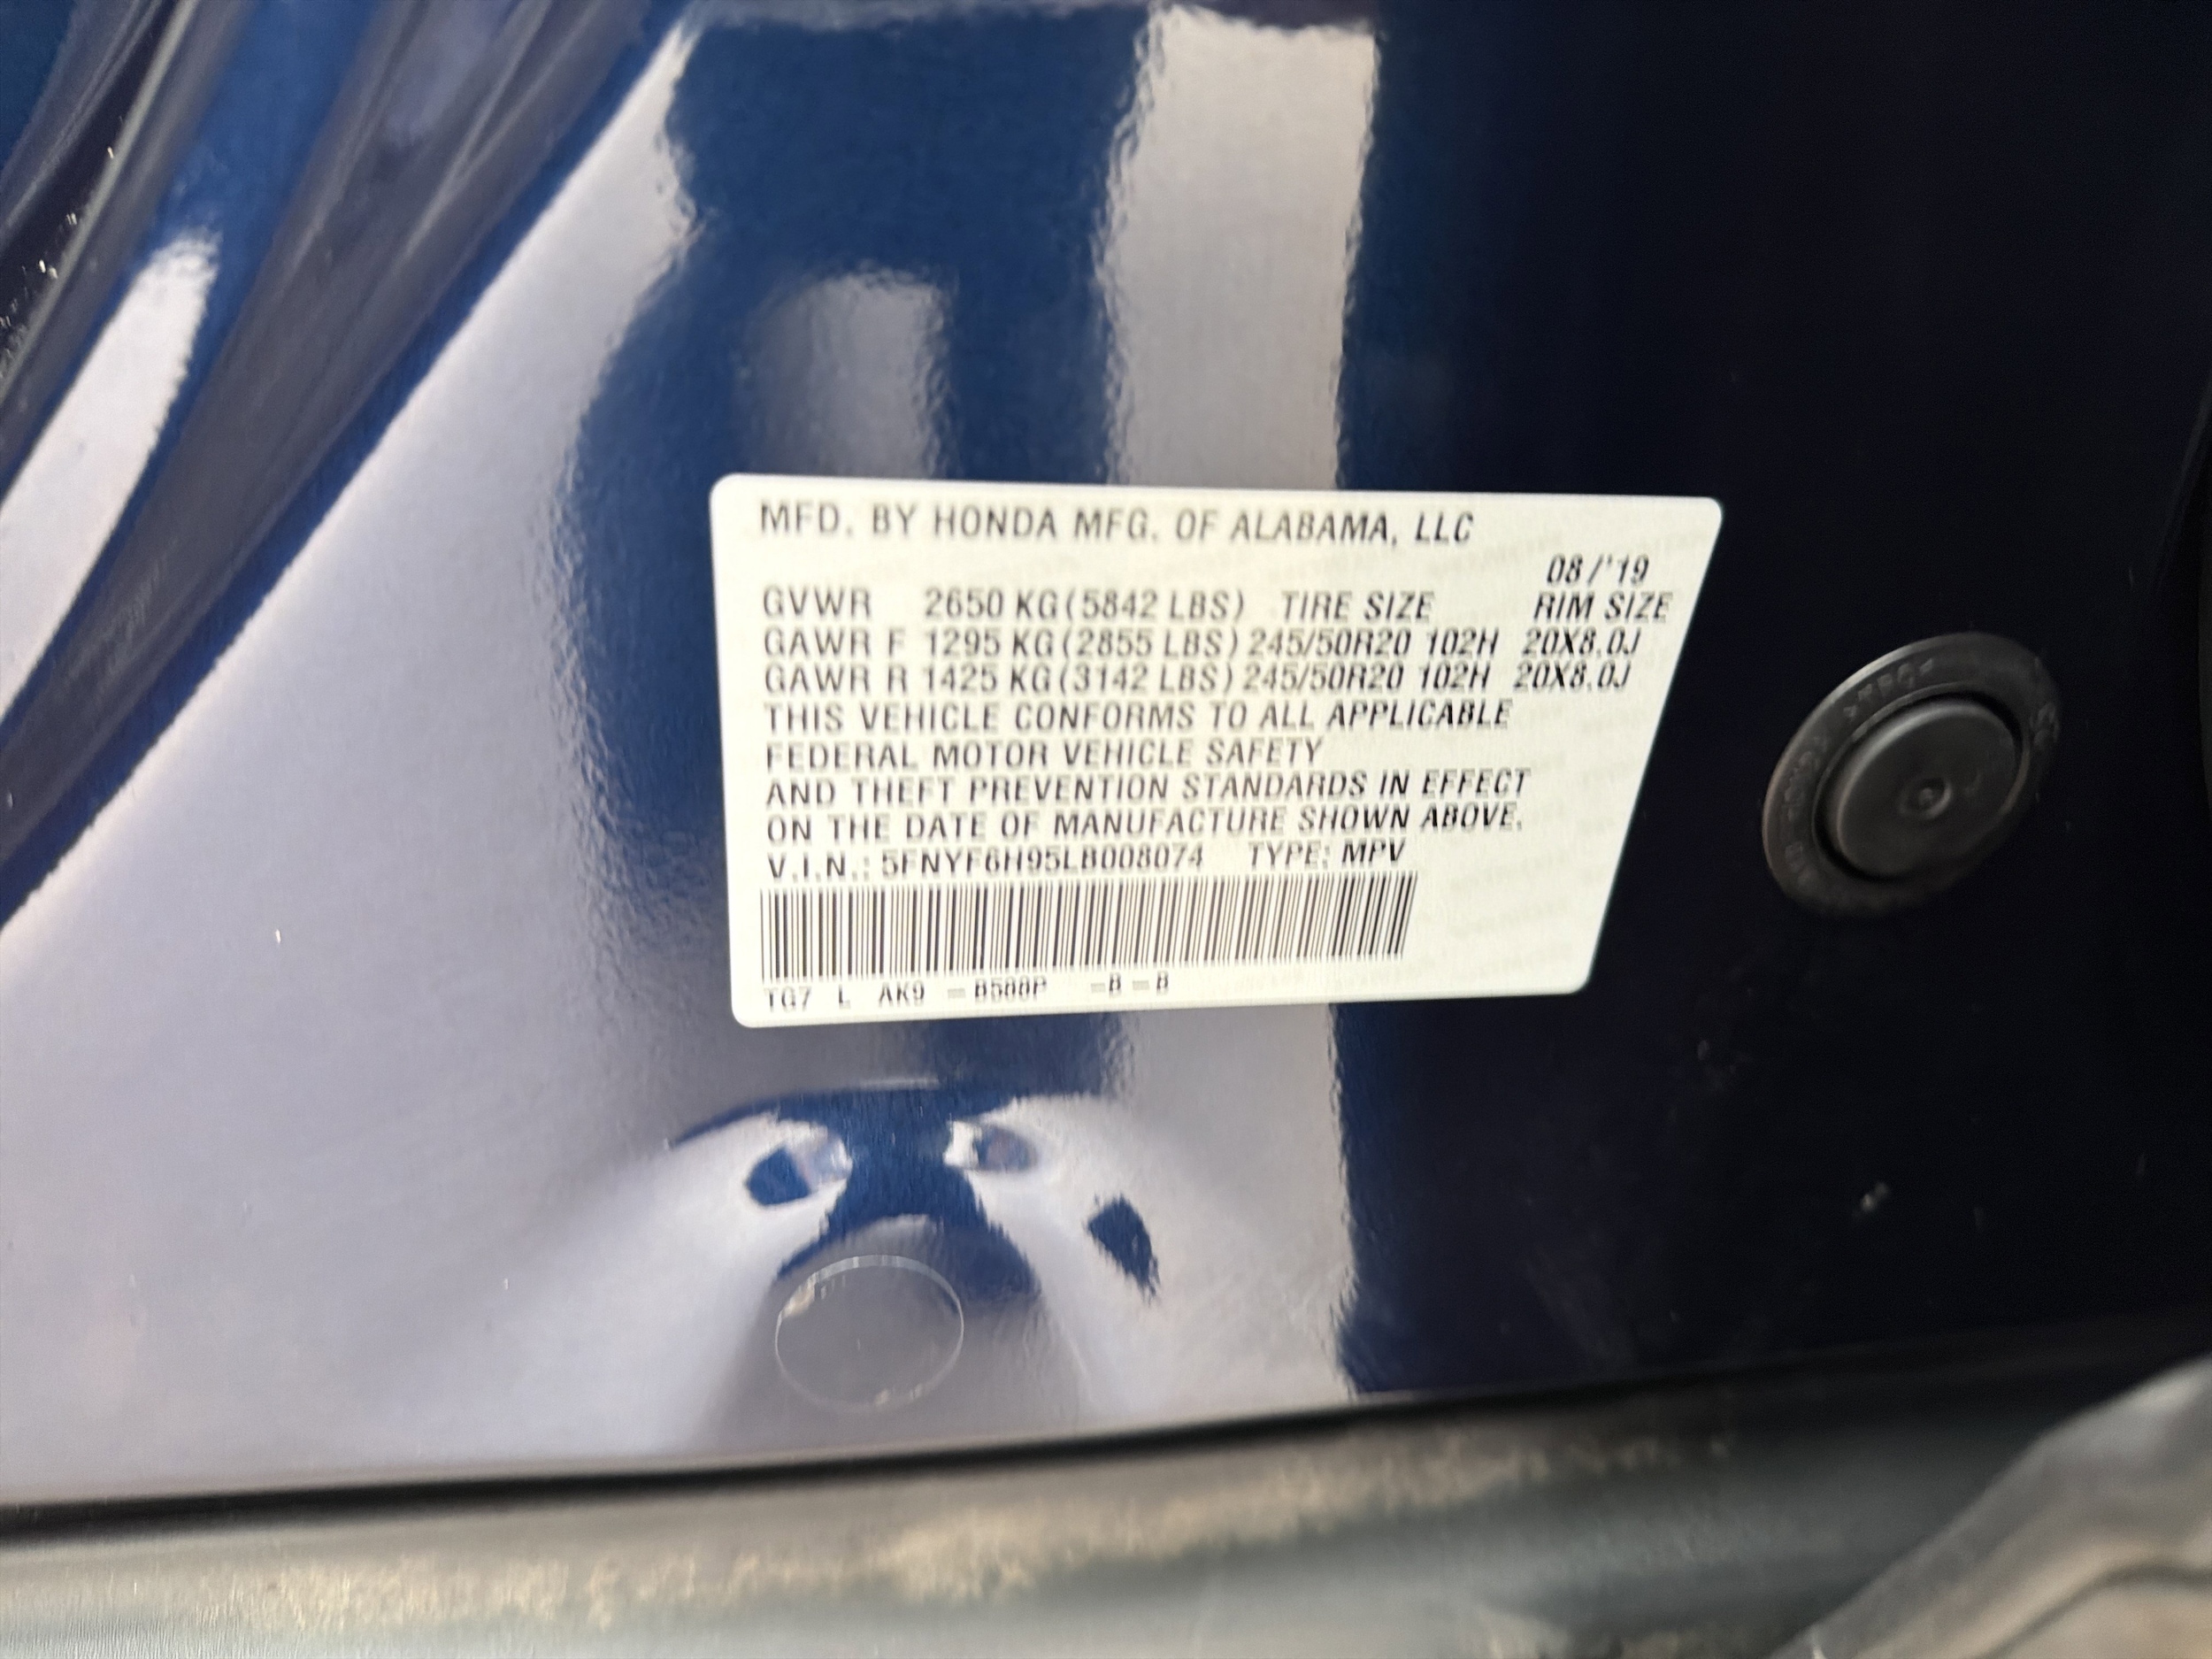 MFD. BY HONDA MFG. OF ALABAMA, LLC
08/'19
GVWR 2650 KG(5842 LBS) TIRE SIZE RIM SIZE
GAWR F 1295 KG(2855 LBS) 245/50R20 102H 20X8.0J
GAWR R 1425 KG(3142 LBS) 245/50R20 102H 20X8.0J
THIS VEHICLE CONFORMS TO ALL APPLICABLE
FEDERAL MOTOR VEHICLE SAFETY
AND THEFT PREVENTION STANDARDS IN EFFECT
ON THE DATE OF MANUFACTURE SHOWN ABOVE.
V.I.N.: 5FNYF6H95LB008074 TYPE: MPV
TG7 L AK9 -B588P -B-B